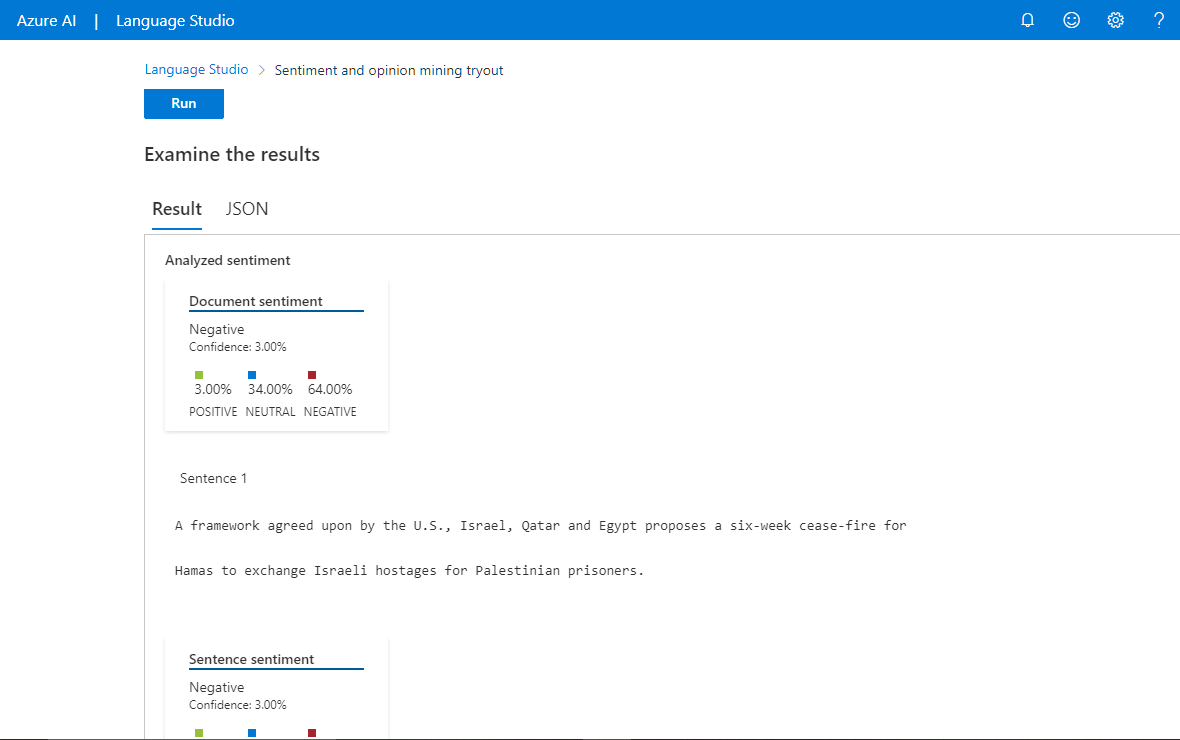 Azure AI | Language Studio
Language Studio > Sentiment and opinion mining tryout
Run
Examine the results
Result JSON
Analyzed sentiment
Document sentiment
Negative
Confidence: 3.00%
3.00% 34.00% 64.00%
POSITIVE NEUTRAL NEGATIVE
Sentence 1
A framework agreed upon by the U.S., Israel, Qatar and Egypt proposes a six-week cease-fire for
Hamas to exchange Israeli hostages for Palestinian prisoners.
Sentence sentiment
Negative
Confidence: 3.00%